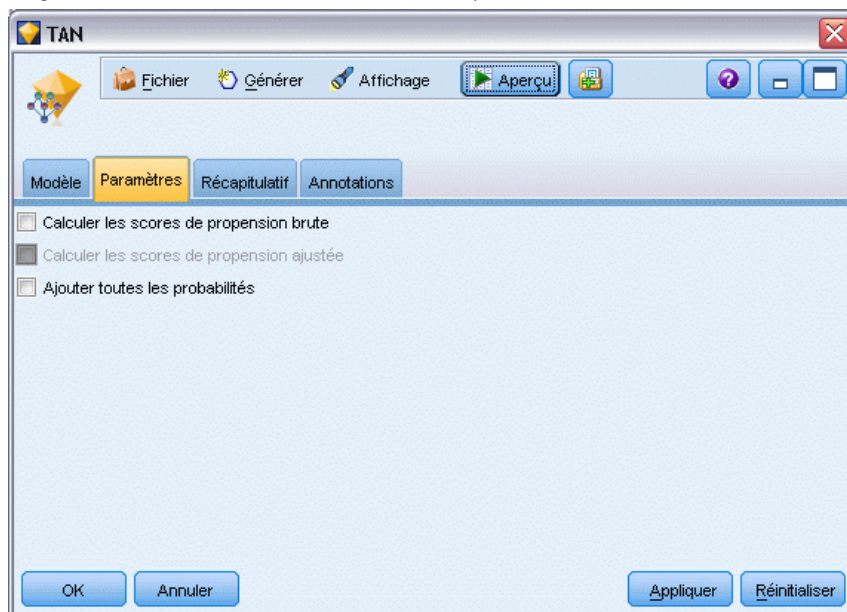 TAN
Fichier Générer Affichage Aperçu
Modèle Paramètres Récapitulatif Annotations
Calculer les scores de propension brute
Calculer les scores de propension ajustée
Ajouter toutes les probabilités
OK Annuler Appliquer Réinitialiser